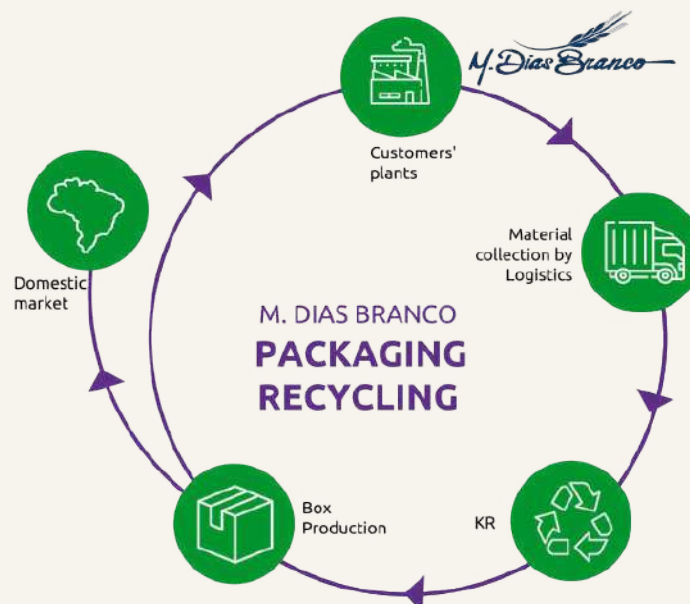 M. Dias Branco
Customers'
plants
Material
collection by
Logistics
Domestic
market
M. DIAS BRANCO
PACKAGING
RECYCLING
Box
Production
KR